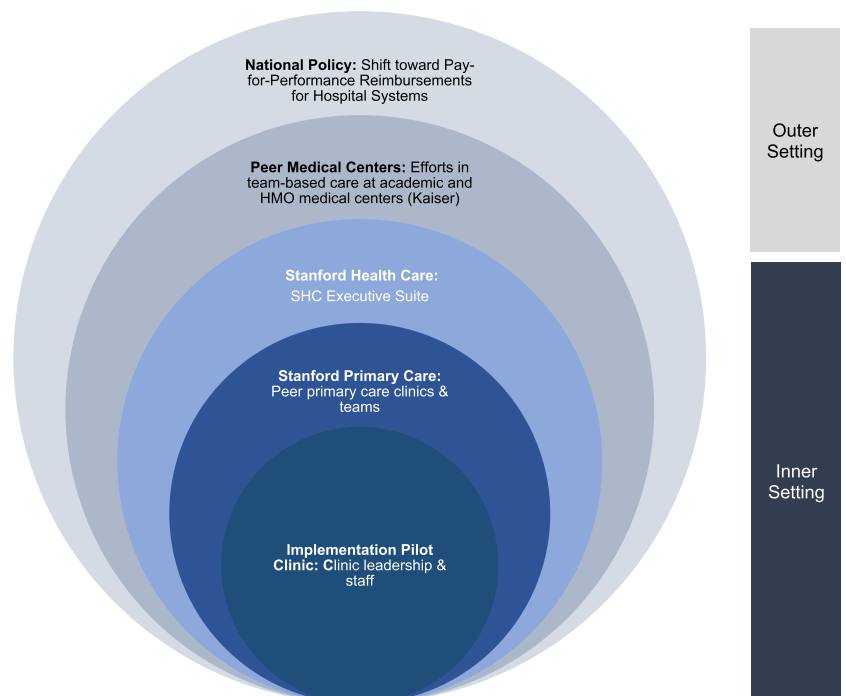 National Policy: Shift toward Pay-
for-Performance Reimbursements
for Hospital Systems
Peer Medical Centers: Efforts in
team-based care at academic and
HMO medical centers (Kaiser)
Stanford Health Care:
SHC Executive Suite
Stanford Primary Care:
Peer primary care clinics &
teams
Implementation Pilot
Clinic: Clinic leadership &
staff
Outer
Setting
Inner
Setting